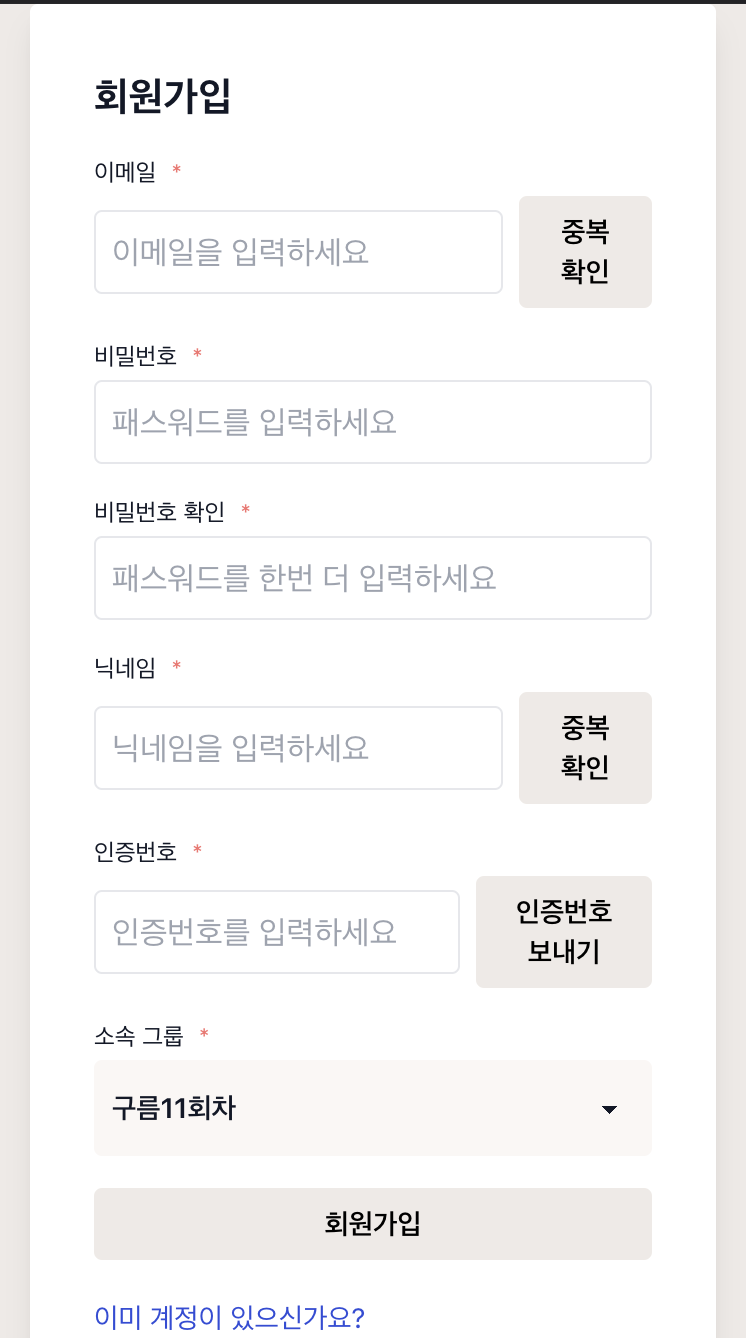 회원가입
이메일 *
이메일을 입력하세요
중복
확인
비밀번호 *
패스워드를 입력하세요
비밀번호 확인 *
패스워드를 한번 더 입력하세요
닉네임 *
닉네임을 입력하세요
중복
확인
인증번호 *
인증번호를 입력하세요
인증번호
보내기
소속 그룹 *
구름11회차
회원가입
이미 계정이 있으신가요?